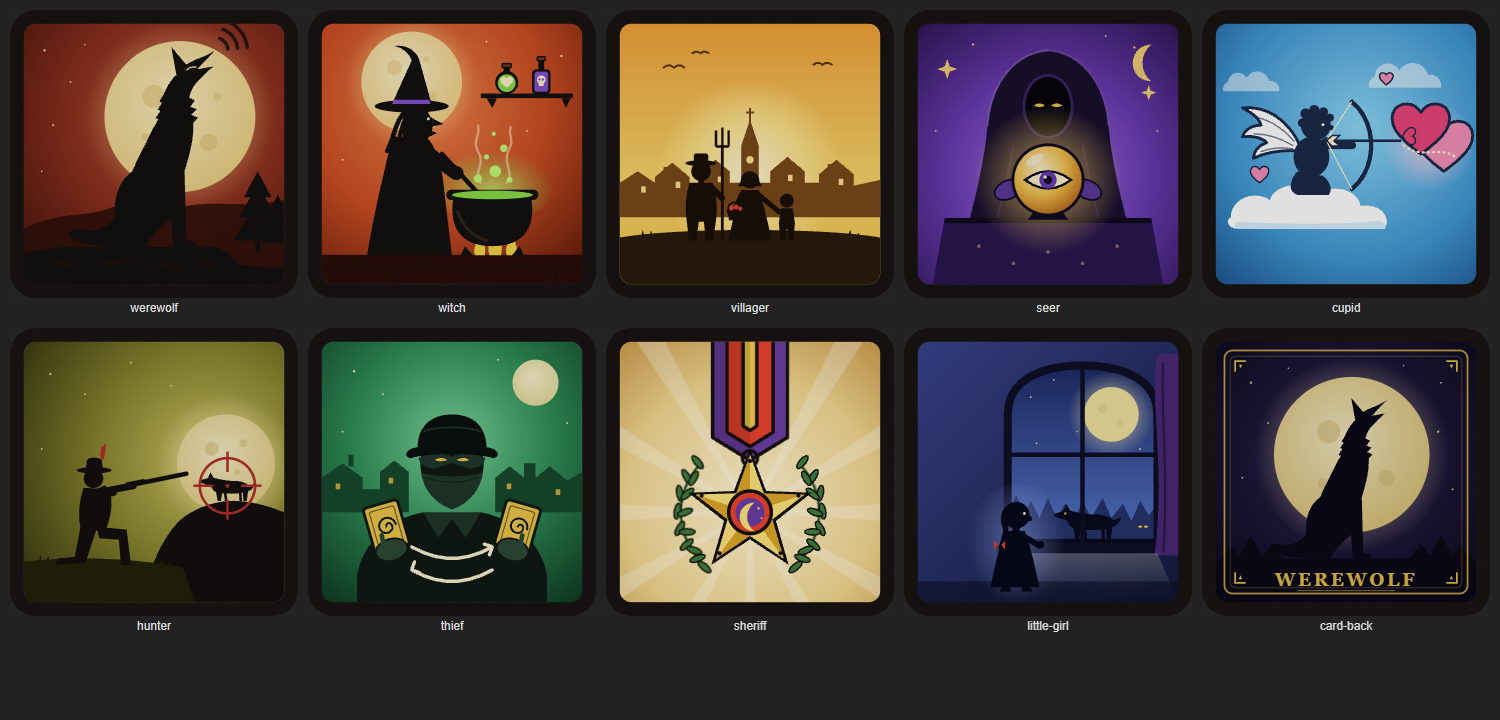 werewolf
witch
villager
seer
cupid
WEREWOLF
hunter
thief
sheriff
little-girl
card-back